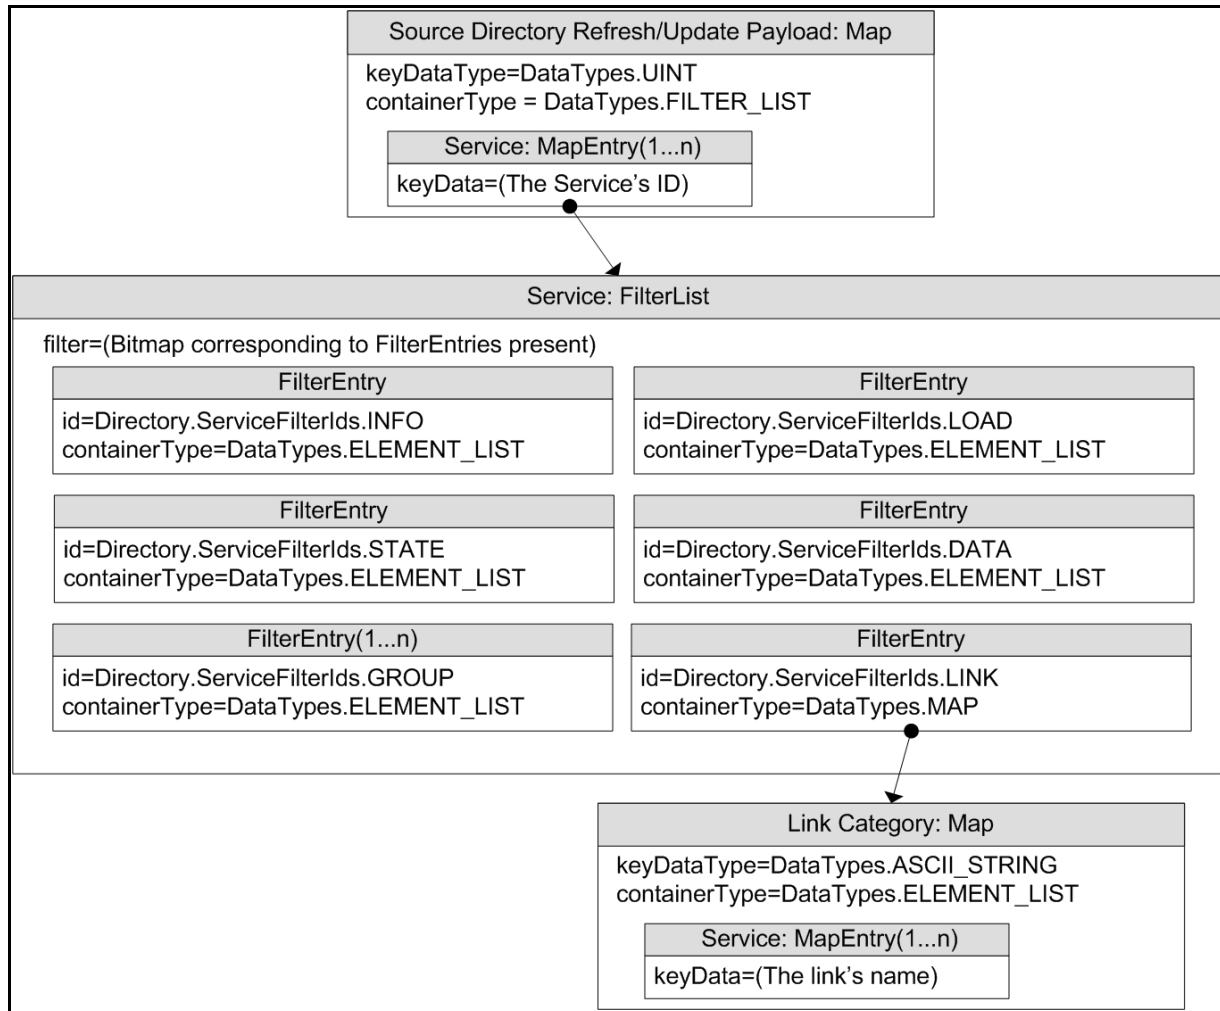 Source Directory Refresh/Update Payload: Map
keyDataType=DataTypes.UINT
containerType = DataTypes.FILTER_LIST
Service: MapEntry(1...n)
keyData=(The Service's ID)
Service: FilterList
filter=(Bitmap corresponding to FilterEntries present)
FilterEntry
id=Directory.ServiceFilterIds.INFO
containerType=DataTypes.ELEMENT_LIST
FilterEntry
id=Directory.ServiceFilterIds.LOAD
containerType=DataTypes.ELEMENT_LIST
FilterEntry
id=Directory.ServiceFilterIds.STATE
containerType=DataTypes.ELEMENT_LIST
FilterEntry
id=Directory.ServiceFilterIds.DATA
containerType=DataTypes.ELEMENT_LIST
FilterEntry(1...n)
id=Directory.ServiceFilterIds.GROUP
containerType=DataTypes.ELEMENT_LIST
FilterEntry
id=Directory.ServiceFilterIds.LINK
containerType=DataTypes.MAP
Link Category: Map
keyDataType=DataTypes.ASCII_STRING
containerType=DataTypes.ELEMENT_LIST
Service: MapEntry(1...n)
keyData=(The link's name)